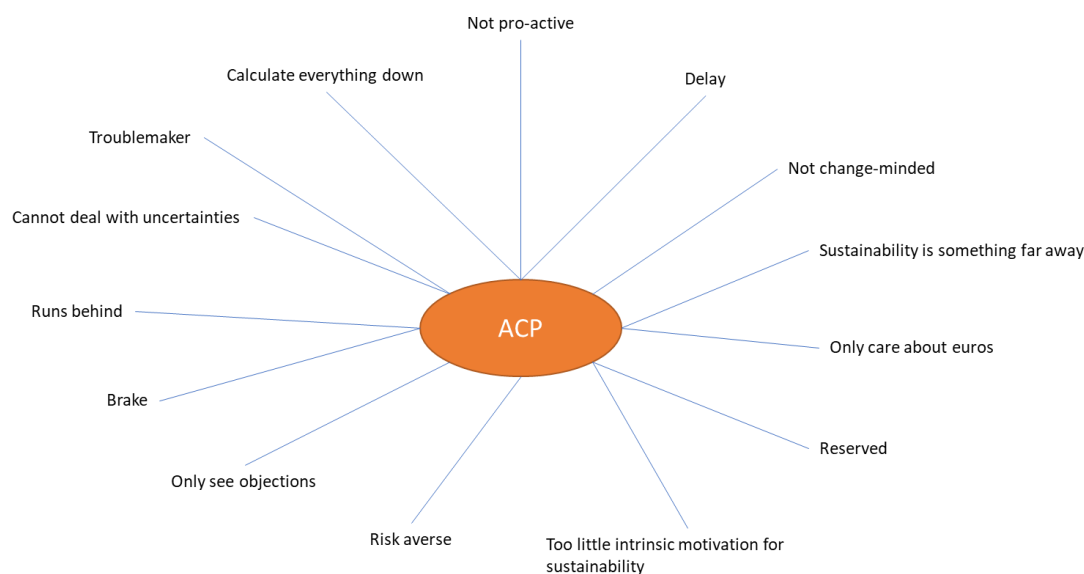 Not pro-active
Calculate everything down
Delay
Troublemaker
Not change-minded
Cannot deal with uncertainties
Sustainability is something far away
Runs behind
ACP
Only care about euros
Brake
Reserved
Only see objections
Risk averse
Too little intrinsic motivation for
sustainability